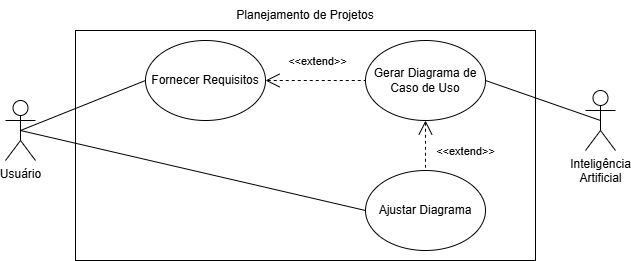 Planejamento de Projetos
Fornecer Requisitos
<<extend>>
Gerar Diagrama de
Caso de Uso
Usuário
<<extend>>
Inteligência
Artificial
Ajustar Diagrama